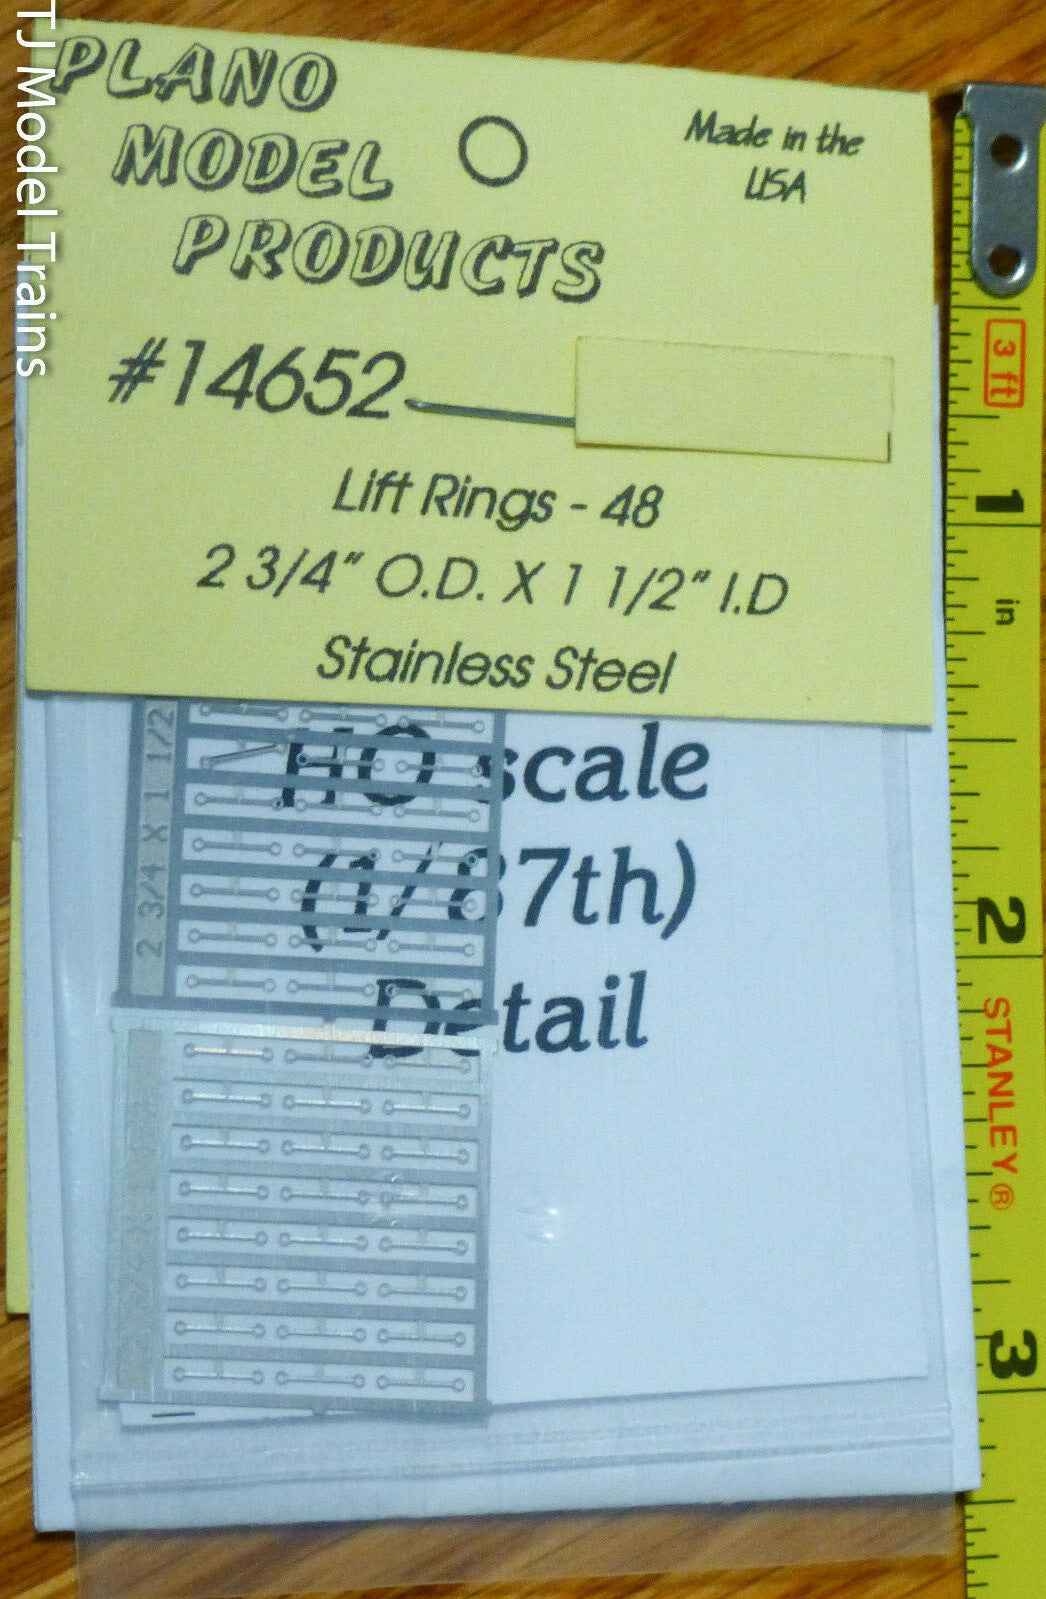 TJ Model Trains
PLANO
MODEL
PRODUCTS
Made in the
USA
#14652
Lift Rings - 48
2 3/4" O.D. X 1 1/2" I.D
Stainless Steel
HO scale
(1/87th)
Detail
2 3/4 X 1 1/2
3 ft
1
in
2
STANLEY®
3